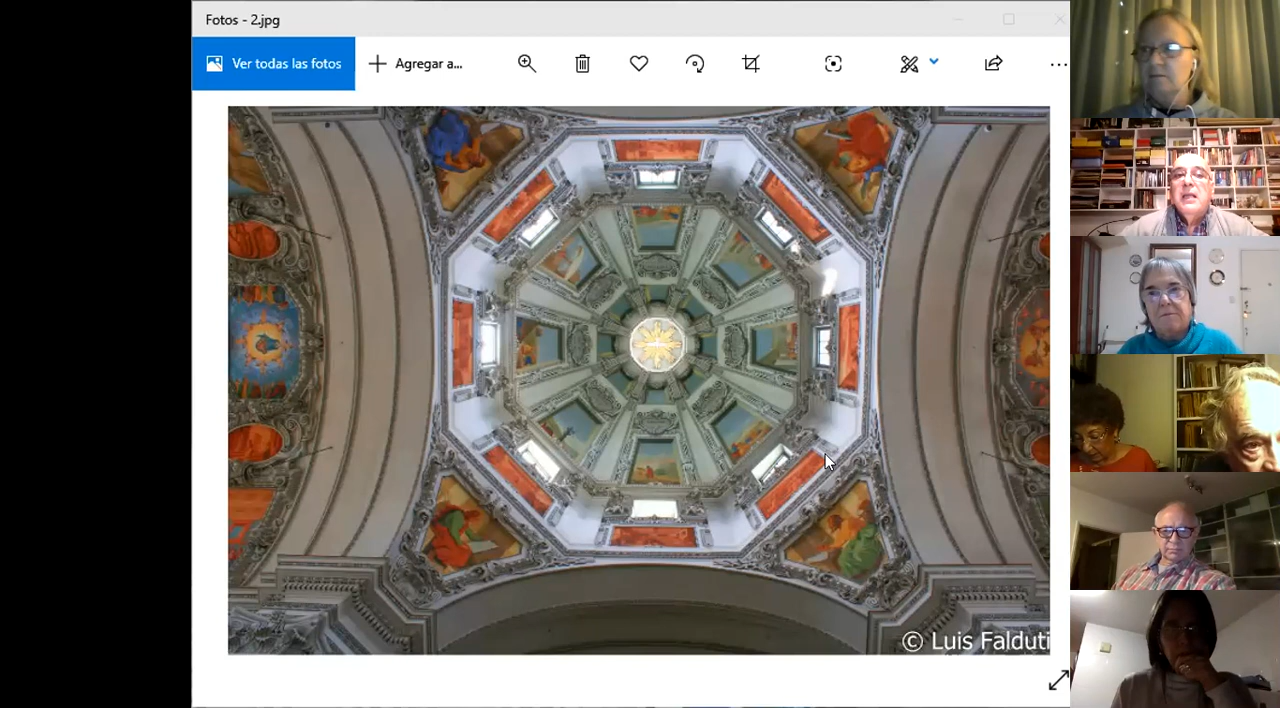 Fotos - 2.jpg
Ver todas las fotos
Agregar a...
© Luis Falduti